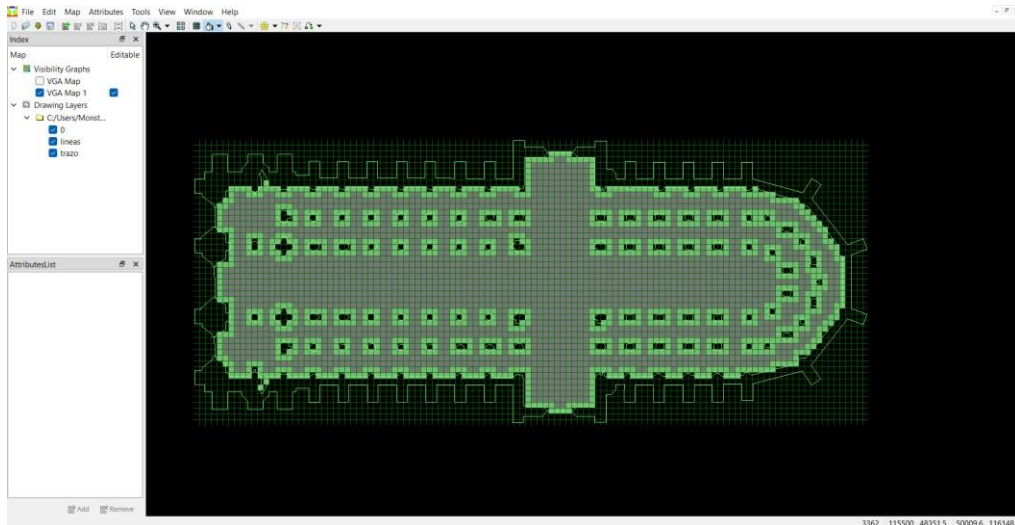 File Edit Map Attributes Tools View Window Help
Index
Map Editable
Visibility Graphs
VGA Map
VGA Map 1
Drawing Layers
C:/Users/Monst...
0
lineas
trazo
AttributesList
Add Remove
3362 115500 48351.5 50009.6 116148